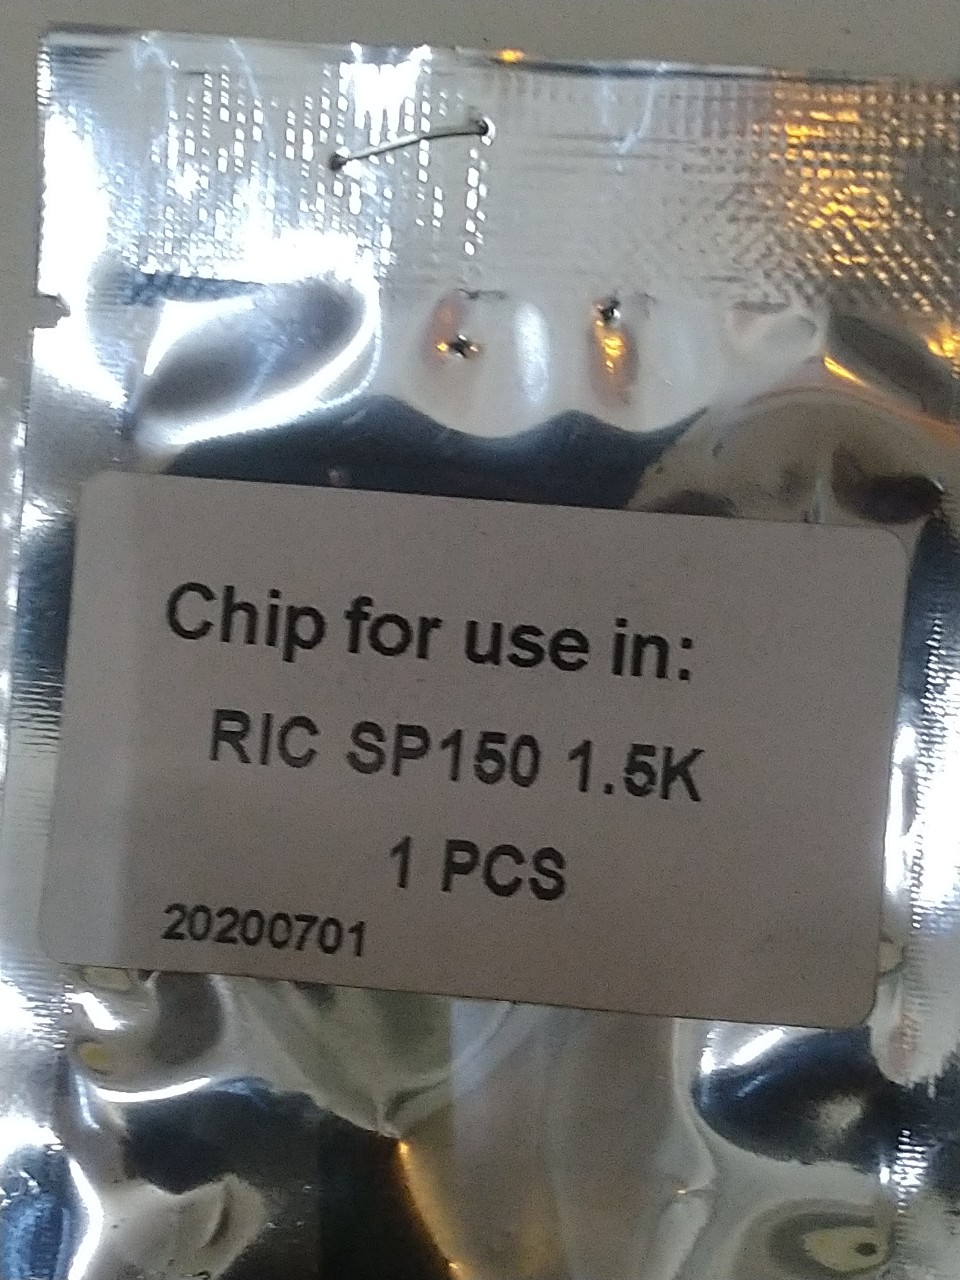 Chip for use in:
RIC SP150 1.5K
1 PCS
20200701